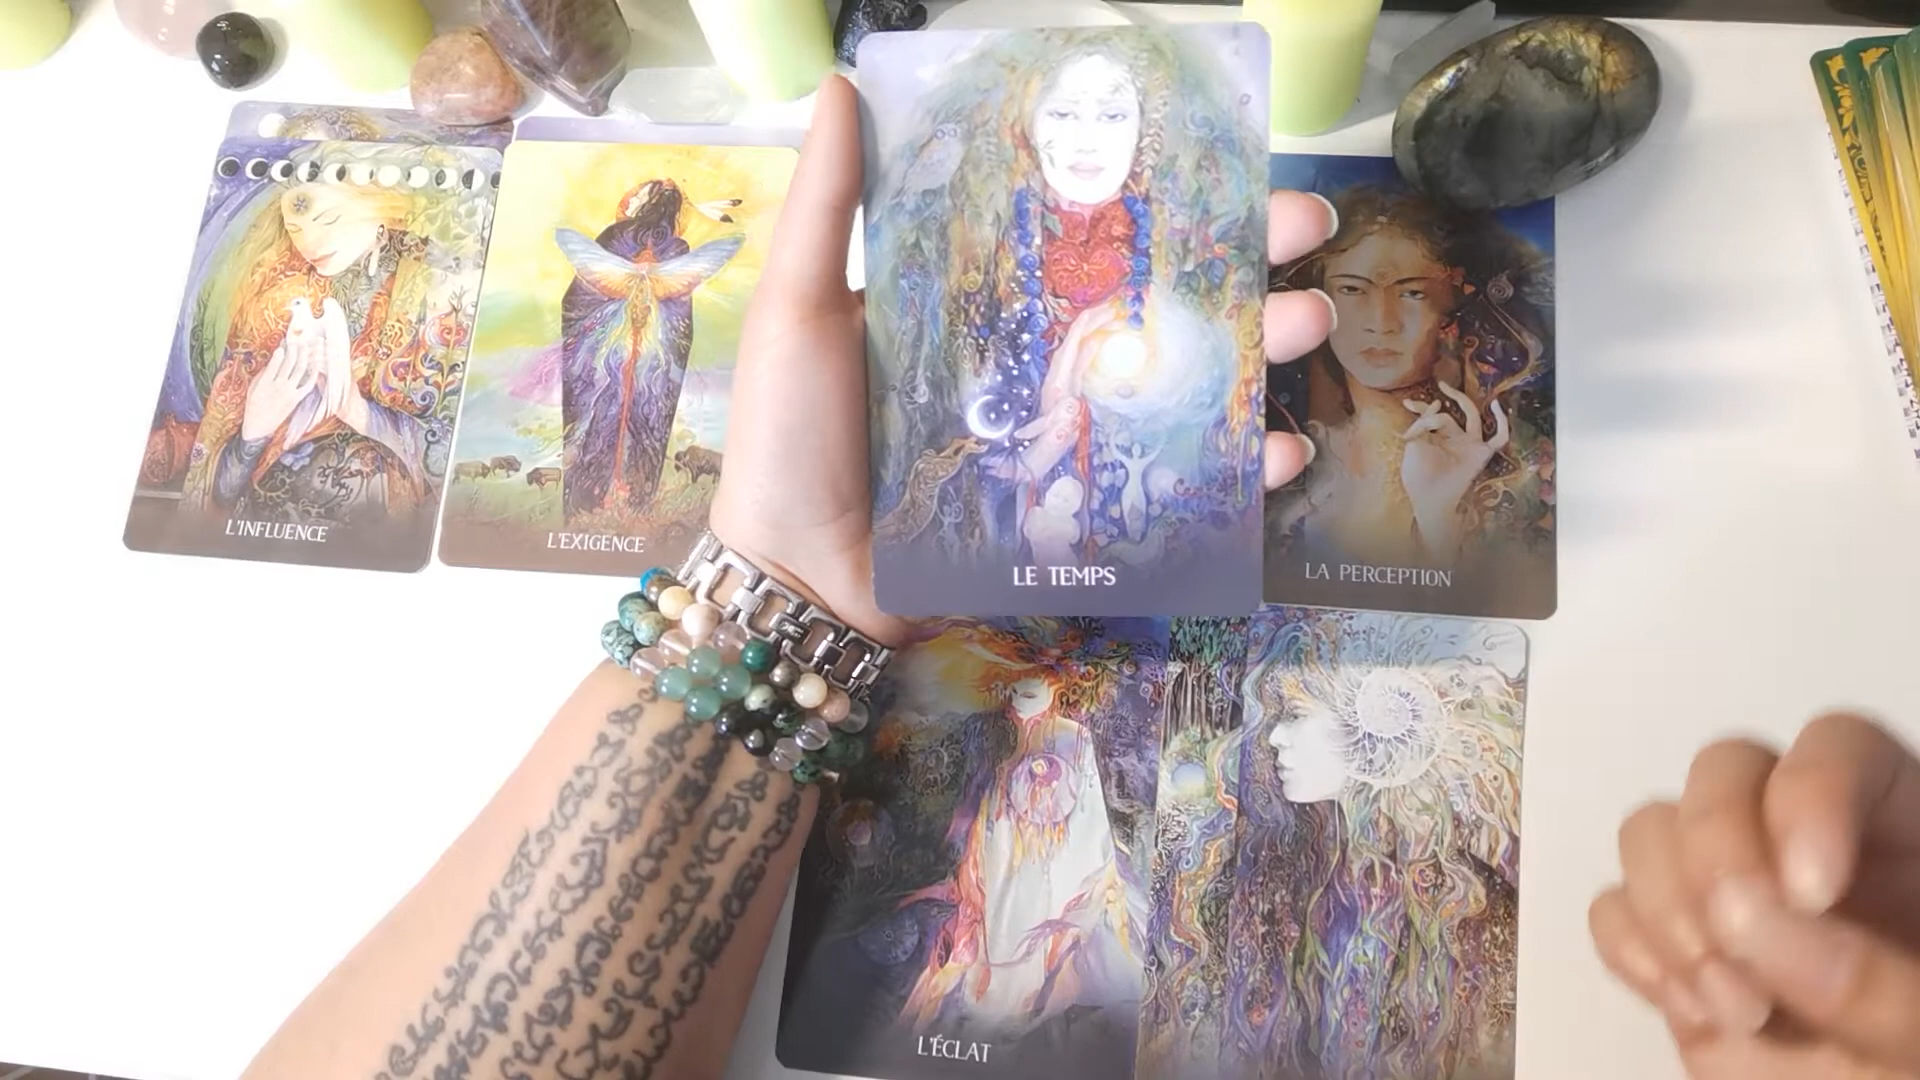 L'INFLUENCE
L'EXIGENCE
LE TEMPS
LA PERCEPTION
L'ÉCLAT